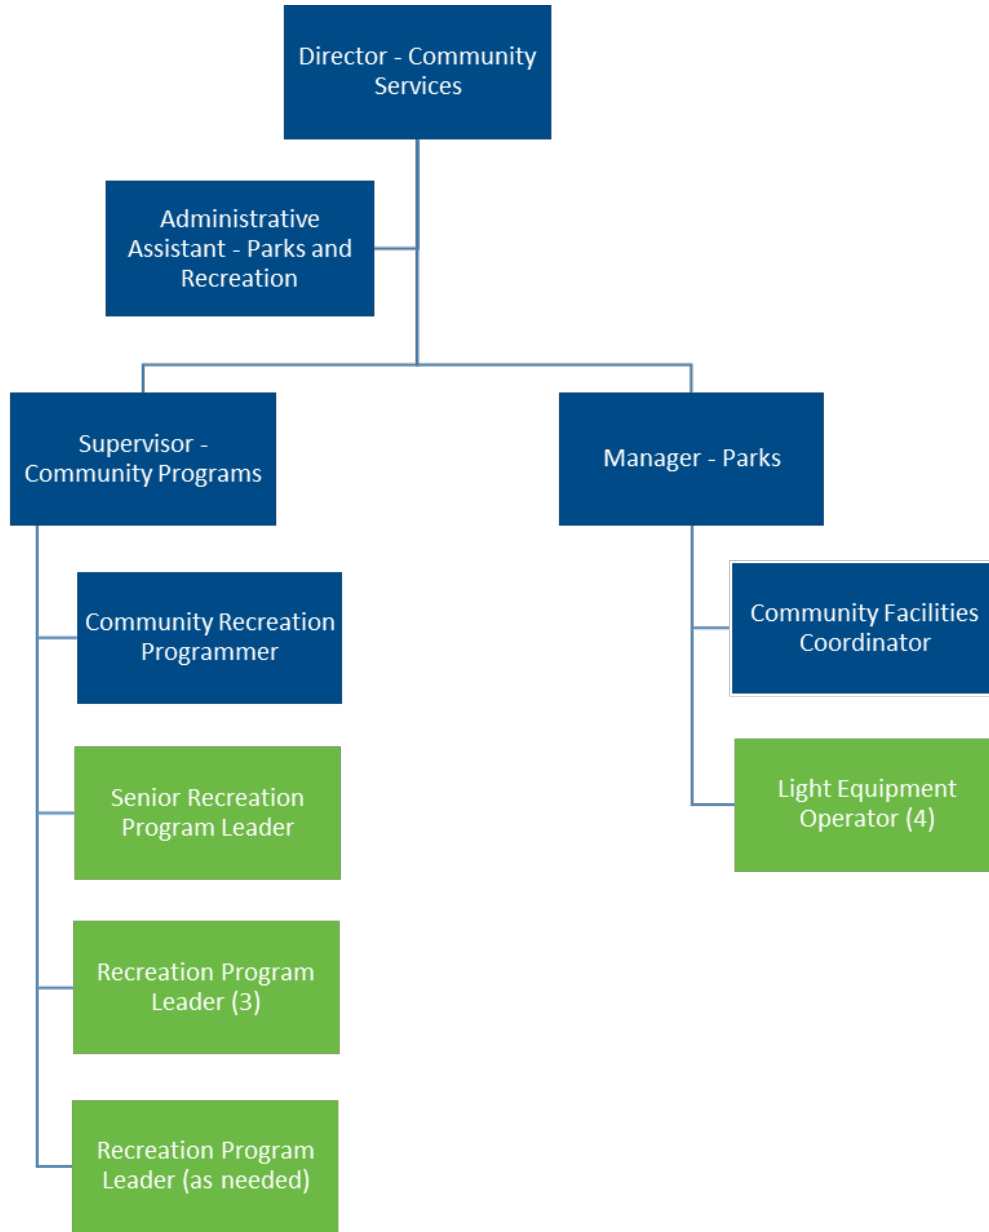 Director - Community
Services
Administrative
Assistant - Parks and
Recreation
Supervisor -
Community Programs
Manager - Parks
Community Recreation
Programmer
Community Facilities
Coordinator
Senior Recreation
Program Leader
Light Equipment
Operator (4)
Recreation Program
Leader (3)
Recreation Program
Leader (as needed)